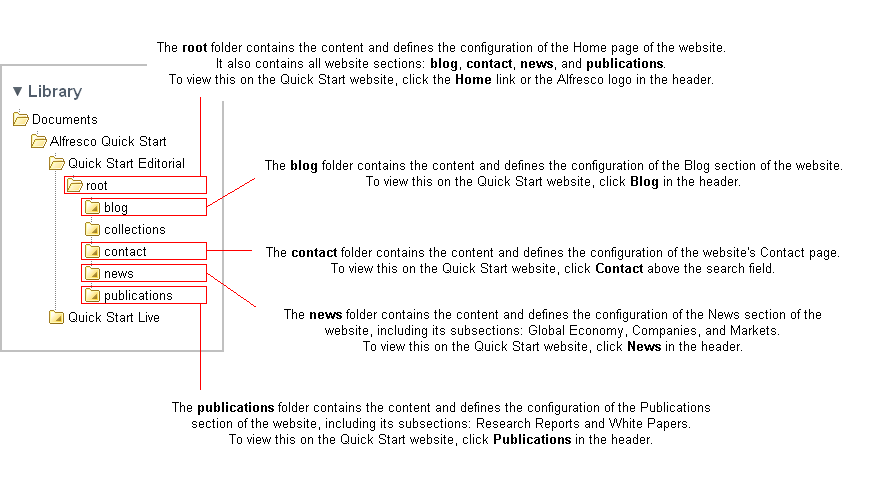 The root folder contains the content and defines the configuration of the Home page of the website.
It also contains all website sections: blog, contact, news, and publications.
To view this on the Quick Start website, click the Home link or the Alfresco logo in the header.
▼ Library
Documents
Alfresco Quick Start
Quick Start Editorial
root
blog
collections
contact
news
publications
Quick Start Live
The blog folder contains the content and defines the configuration of the Blog section of the website.
To view this on the Quick Start website, click Blog in the header.
The contact folder contains the content and defines the configuration of the website's Contact page.
To view this on the Quick Start website, click Contact above the search field.
The news folder contains the content and defines the configuration of the News section of the
website, including its subsections: Global Economy, Companies, and Markets.
To view this on the Quick Start website, click News in the header.
The publications folder contains the content and defines the configuration of the Publications
section of the website, including its subsections: Research Reports and White Papers.
To view this on the Quick Start website, click Publications in the header.